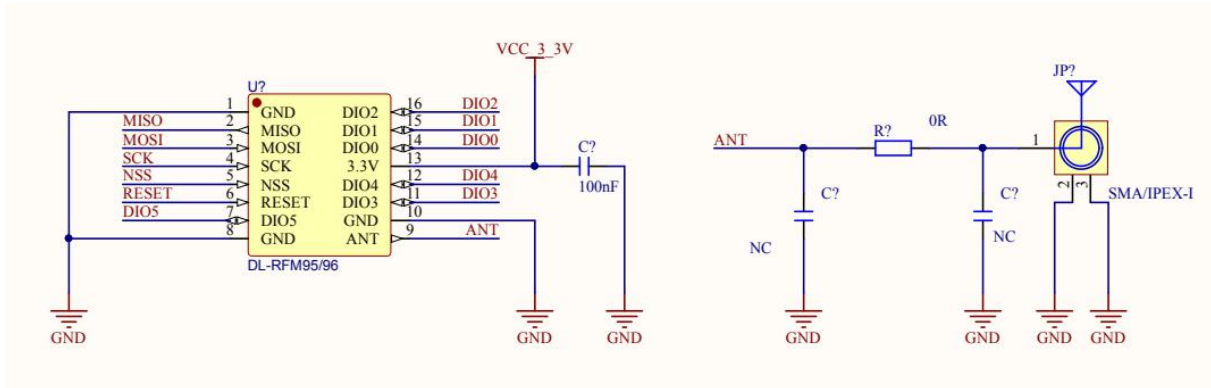 VCC_3_3V
U?
1 GND DIO2 16 DIO2
MISO 2 MISO DIO1 15 DIO1
MOSI 3 MOSI DIO0 14 DIO0
SCK 4 SCK 3.3V 13
NSS 5 NSS DIO4 12 DIO4
RESET 6 RESET DIO3 11 DIO3
DIO5 7 DIO5 GND 10
8 GND ANT 9 ANT
DL-RFM95/96
C?
100nF
GND
GND
GND
JP?
ANT
R?
0R
1
C?
NC
C?
NC
2
3
SMA/IPEX-I
GND
GND
GND
GND